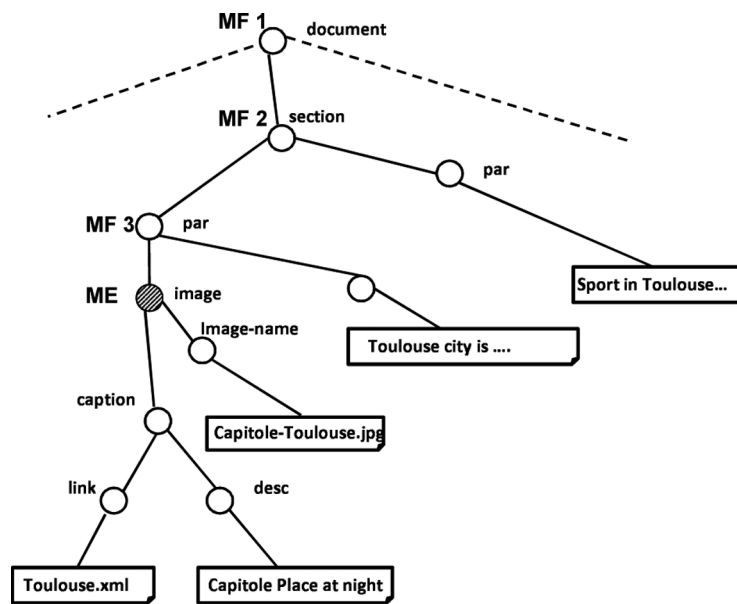 MF 1
document
MF 2
section
par
MF 3
par
Sport in Toulouse...
ME
image
Image-name
Toulouse city is ....
caption
Capitole-Toulouse.jpg
link
desc
Toulouse.xml
Capitole Place at night